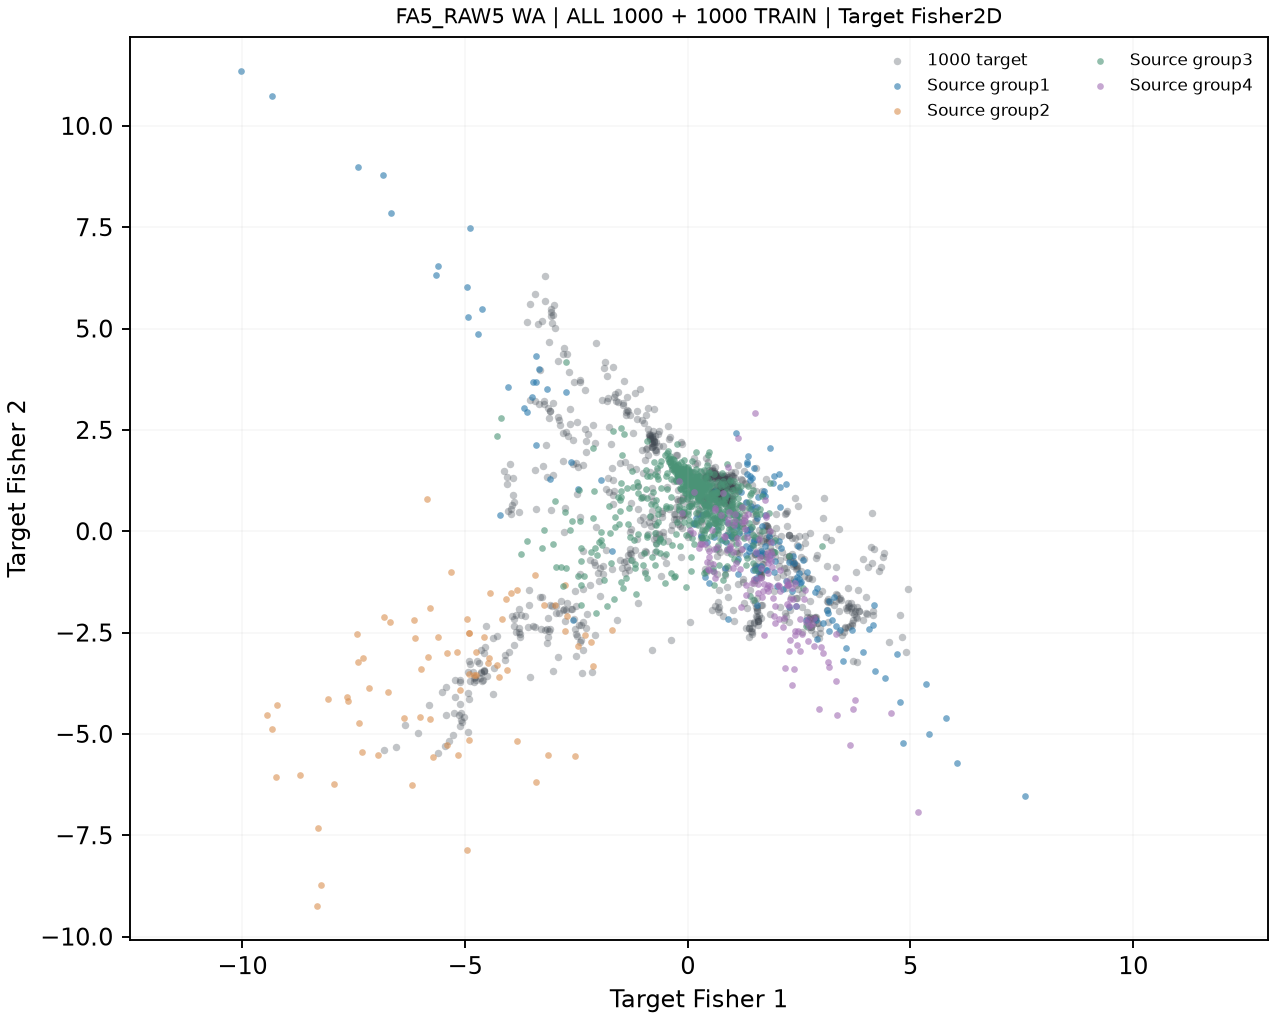 FA5_RAW5 WA | ALL 1000 + 1000 TRAIN | Target Fisher2D
1000 target
Source group1
Source group2
Source group3
Source group4
10.0
7.5
5.0
2.5
0.0
−2.5
−5.0
−7.5
−10.0
Target Fisher 2
−10
−5
0
5
10
Target Fisher 1